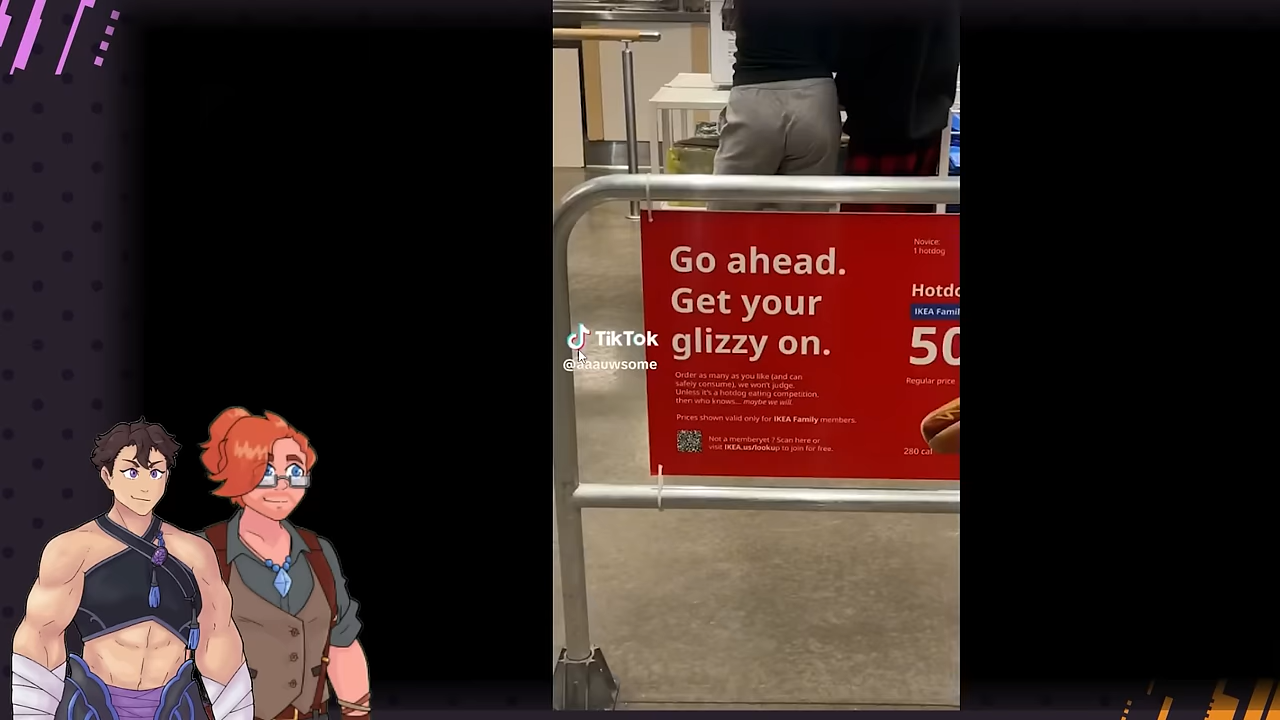 Go ahead.
Get your
glizzy on.
Order as many as you like (and can
safely consume), we won't judge.
Unless it's a hotdog eating competition,
then who knows... maybe we will.
Prices shown valid only for IKEA Family members.
Not a memberyet ? Scan here or
visit IKEA.us/lookup to join for free.
Novice:
1 hotdog
Hotdo
IKEA Famil
50
Regular price
280 cal
TikTok
@aaauwsome